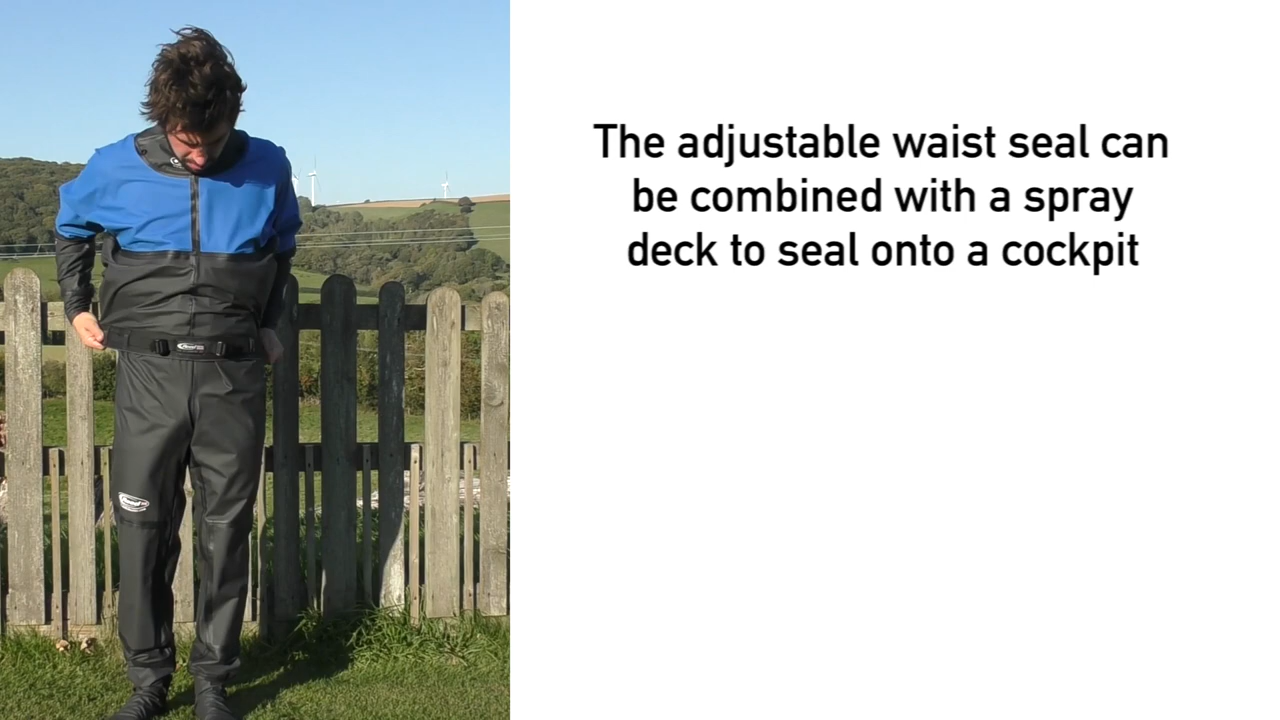 The adjustable waist seal can
be combined with a spray
deck to seal onto a cockpit